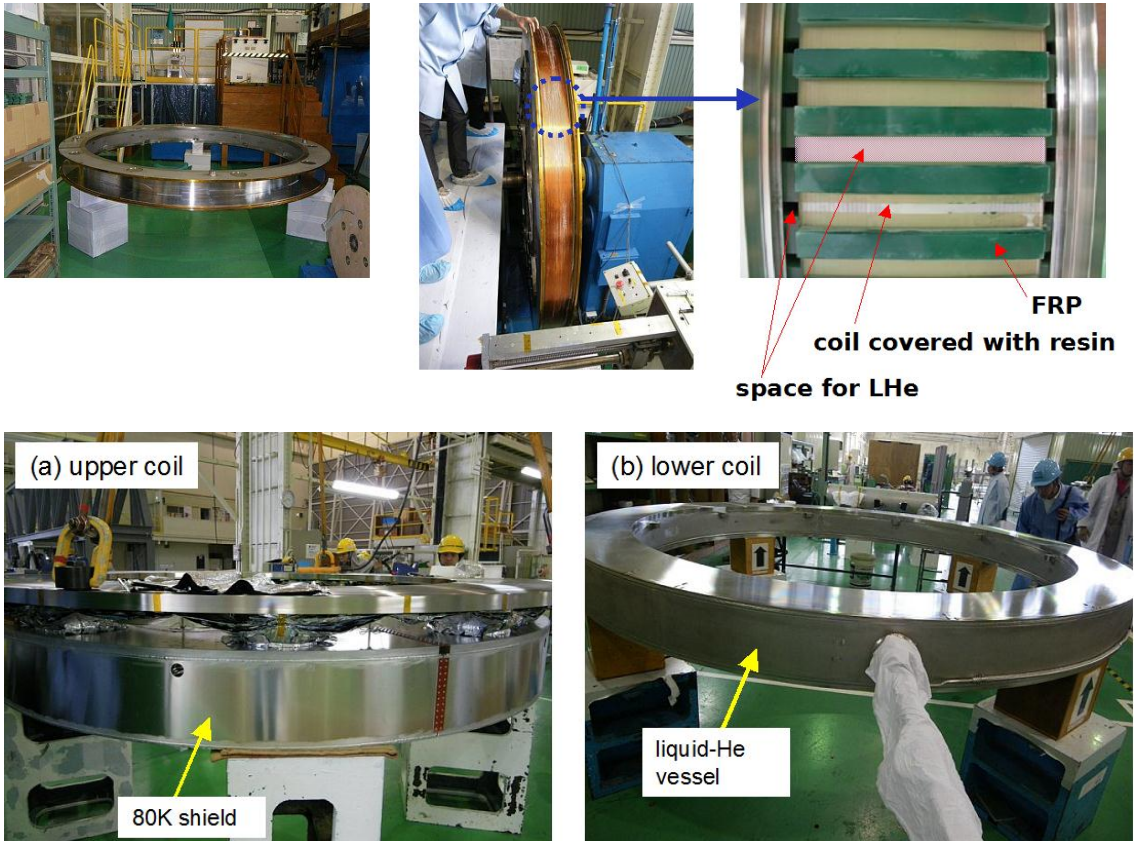 FRP
coil covered with resin
space for LHe
(a) upper coil
(b) lower coil
80K shield
liquid-He
vessel